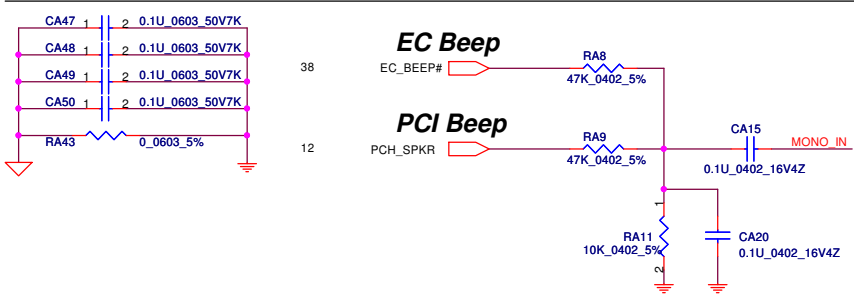 CA47 1 2 0.1U_0603_50V7K
CA48 1 2 0.1U_0603_50V7K
CA49 1 2 0.1U_0603_50V7K
CA50 1 2 0.1U_0603_50V7K
RA43 0_0603_5%
EC Beep
38 EC_BEEP# RA8
47K_0402_5%
PCI Beep
12 PCH_SPKR RA9
47K_0402_5%
CA15 MONO_IN
0.1U_0402_16V4Z
1
RA11
10K_0402_5%
2
CA20
0.1U_0402_16V4Z